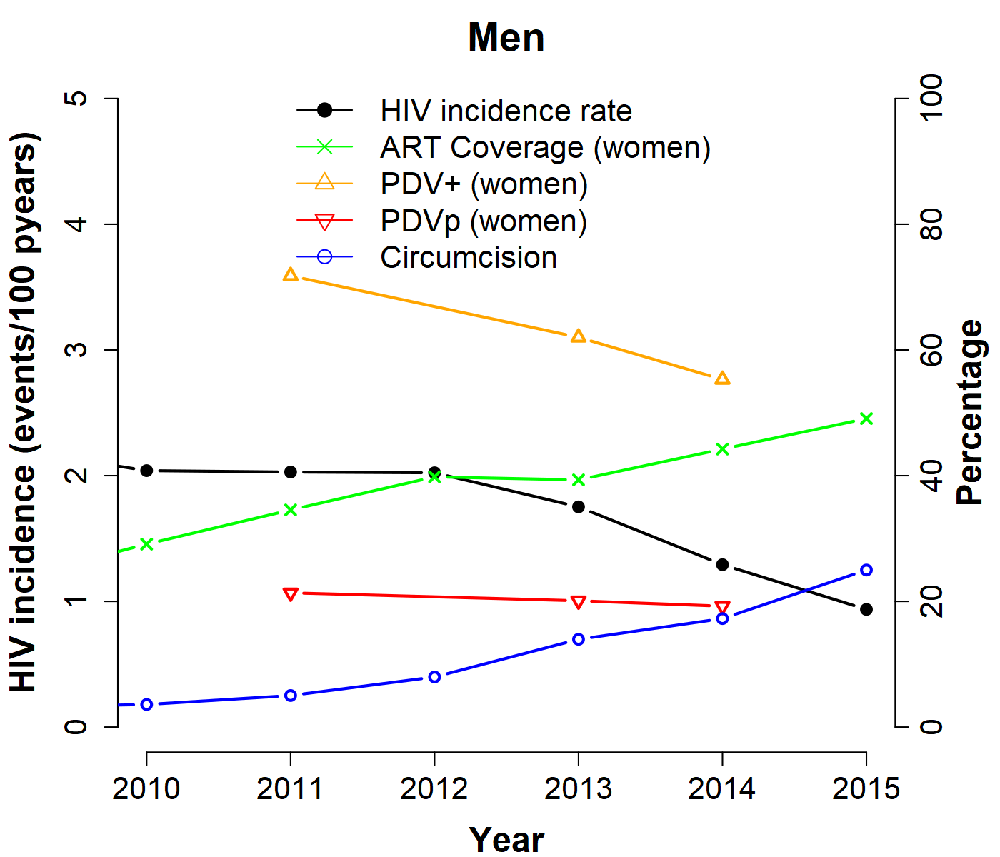 Men
HIV incidence rate
ART Coverage (women)
PDV+ (women)
PDVp (women)
Circumcision
HIV incidence (events/100 pyears)
5
4
3
2
1
0
100
80
60
40
20
0
Percentage
2010 2011 2012 2013 2014 2015
Year